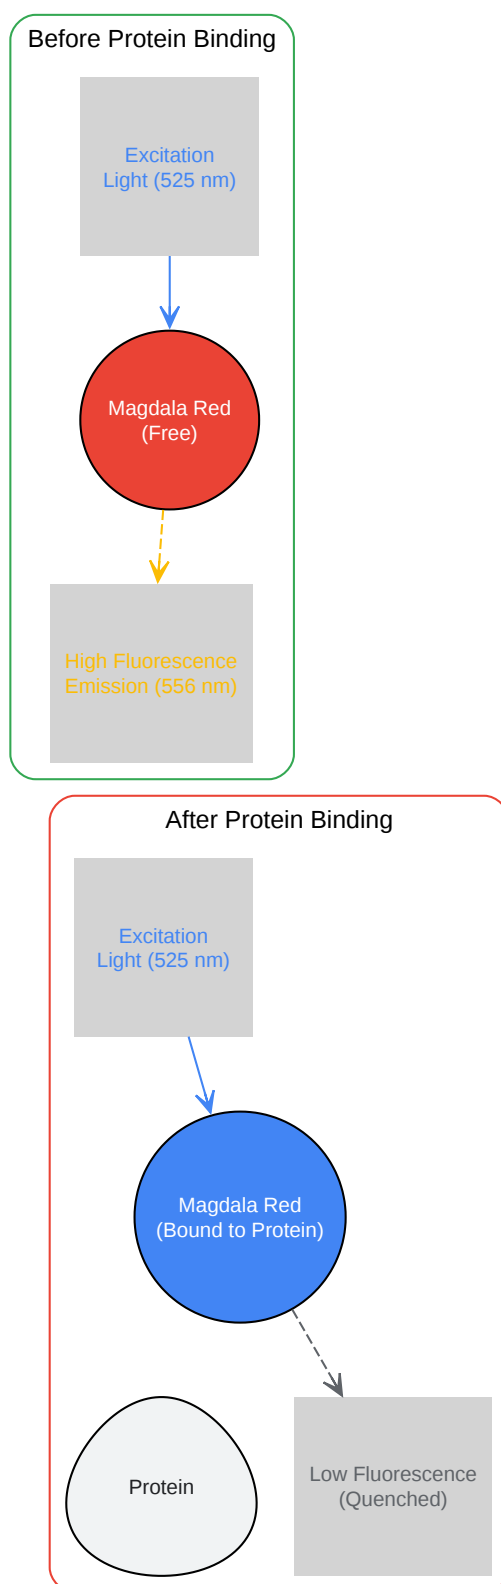 Before Protein Binding
Excitation
Light (525 nm)
Magdala Red
(Free)
High Fluorescence
Emission (556 nm)
After Protein Binding
Excitation
Light (525 nm)
Magdala Red
(Bound to Protein)
Protein
Low Fluorescence
(Quenched)